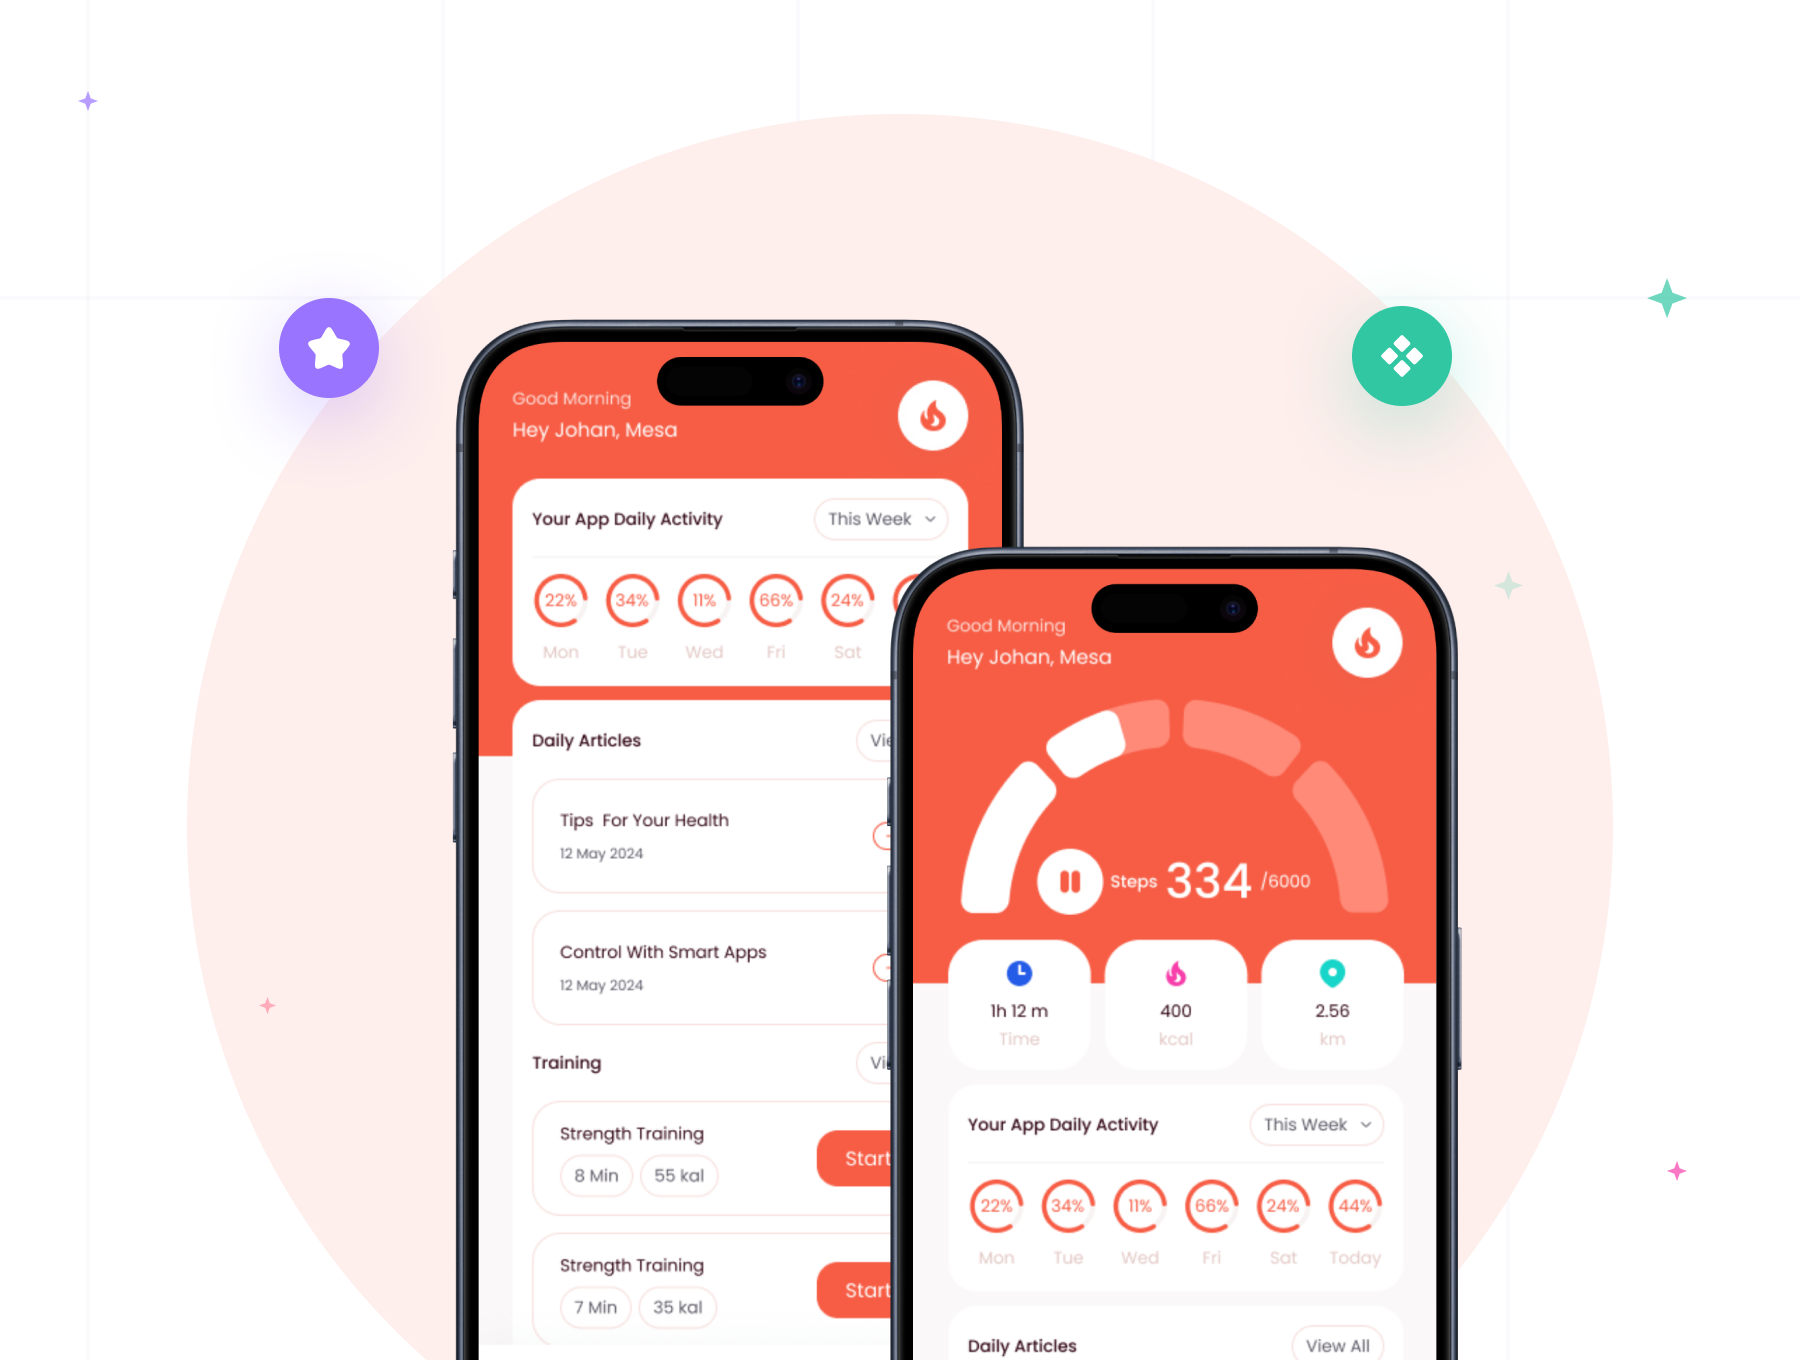 Good Morning
Hey Johan, Mesa
Your App Daily Activity
This Week
22% 34% 11% 66% 24%
Mon Tue Wed Fri Sat
Daily Articles
Tips For Your Health
12 May 2024
Control With Smart Apps
12 May 2024
Training
Strength Training
8 Min 55 kal
Start
Strength Training
7 Min 35 kal
Start
Good Morning
Hey Johan, Mesa
Steps 334 /6000
1h 12 m 400 2.56
Time kcal km
Your App Daily Activity
This Week
22% 34% 11% 66% 24% 44%
Mon Tue Wed Fri Sat Today
Daily Articles
View All